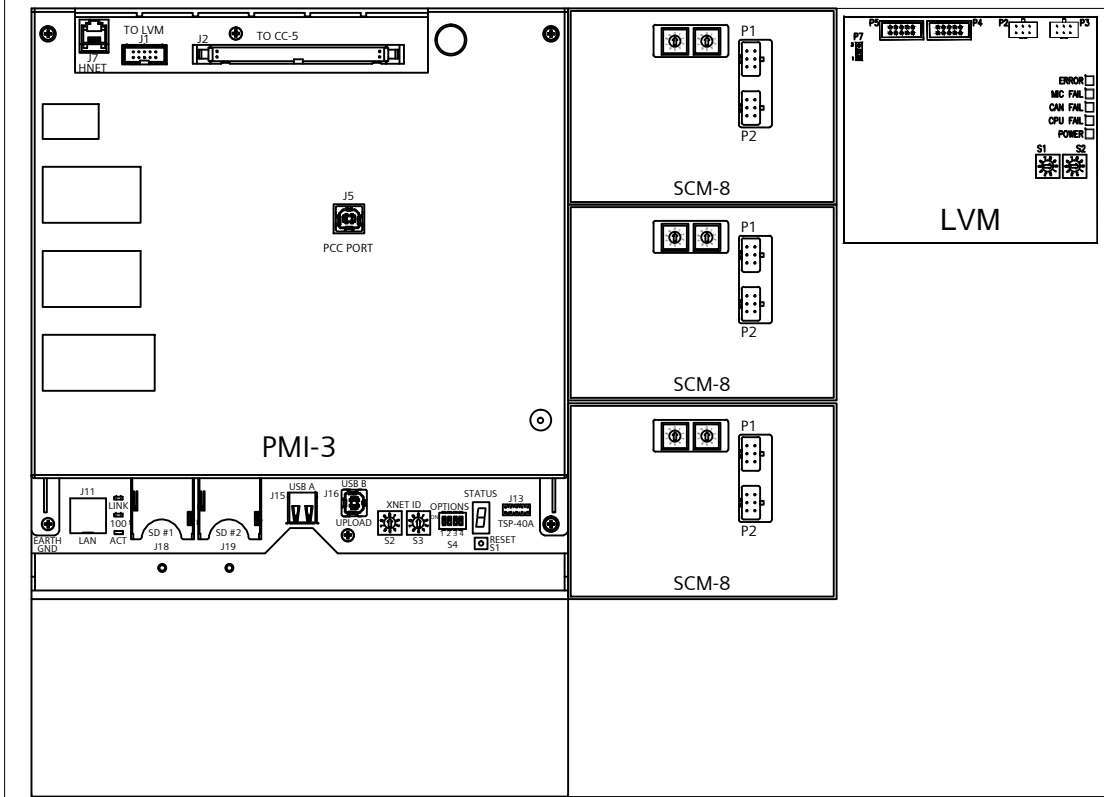 TO LVM
J1
J2
TO CC-5
J7
HNET
J5
PCC PORT
PMI-3
J11
LAN
EARTH
GND
LINK
100
ACT
SD #1
J18
SD #2
J19
J15
USB A
J16
USB B
UPLOAD
XNET ID
S2
S3
OPTIONS
ON
1 2 3 4
S4
STATUS
RESET
S1
J13
TSP-40A
P1
P2
SCM-8
P1
P2
SCM-8
P1
P2
SCM-8
P5
P4
P2
P3
P7
3
1
ERROR
MIC FAIL
CAN FAIL
CPU FAIL
POWER
S1
S2
LVM